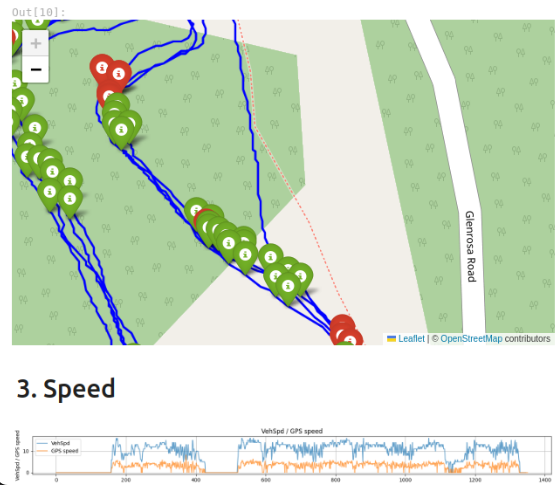 Out[10]:
+
−
Glenrosa Road
Leaflet | © OpenStreetMap contributors
3. Speed
VehSpd / GPS speed
VehSpd / GPS speed
VehSpd
GPS speed
10
0
0
200
400
600
800
1000
1200
1400